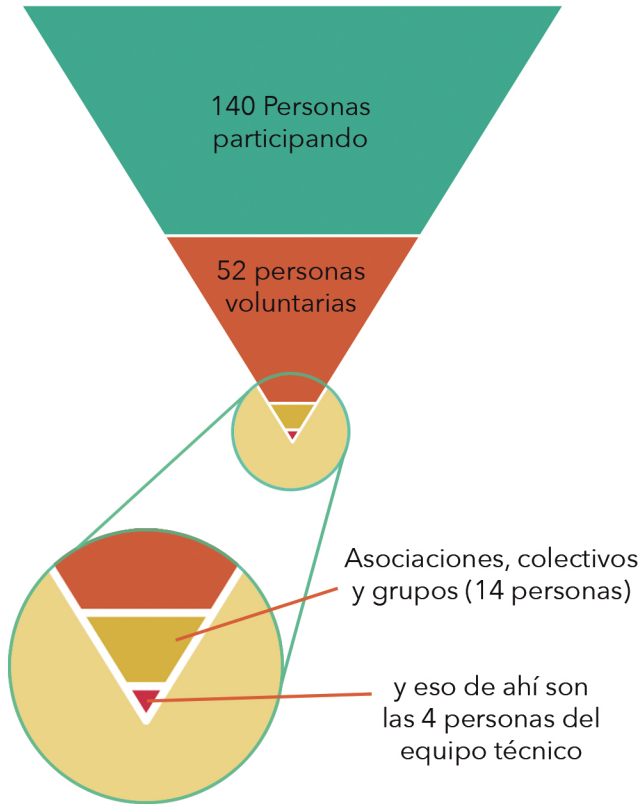 140 Personas
participando
52 personas
voluntarias
Asociaciones, colectivos
y grupos (14 personas)
y eso de ahí son
las 4 personas del
equipo técnico